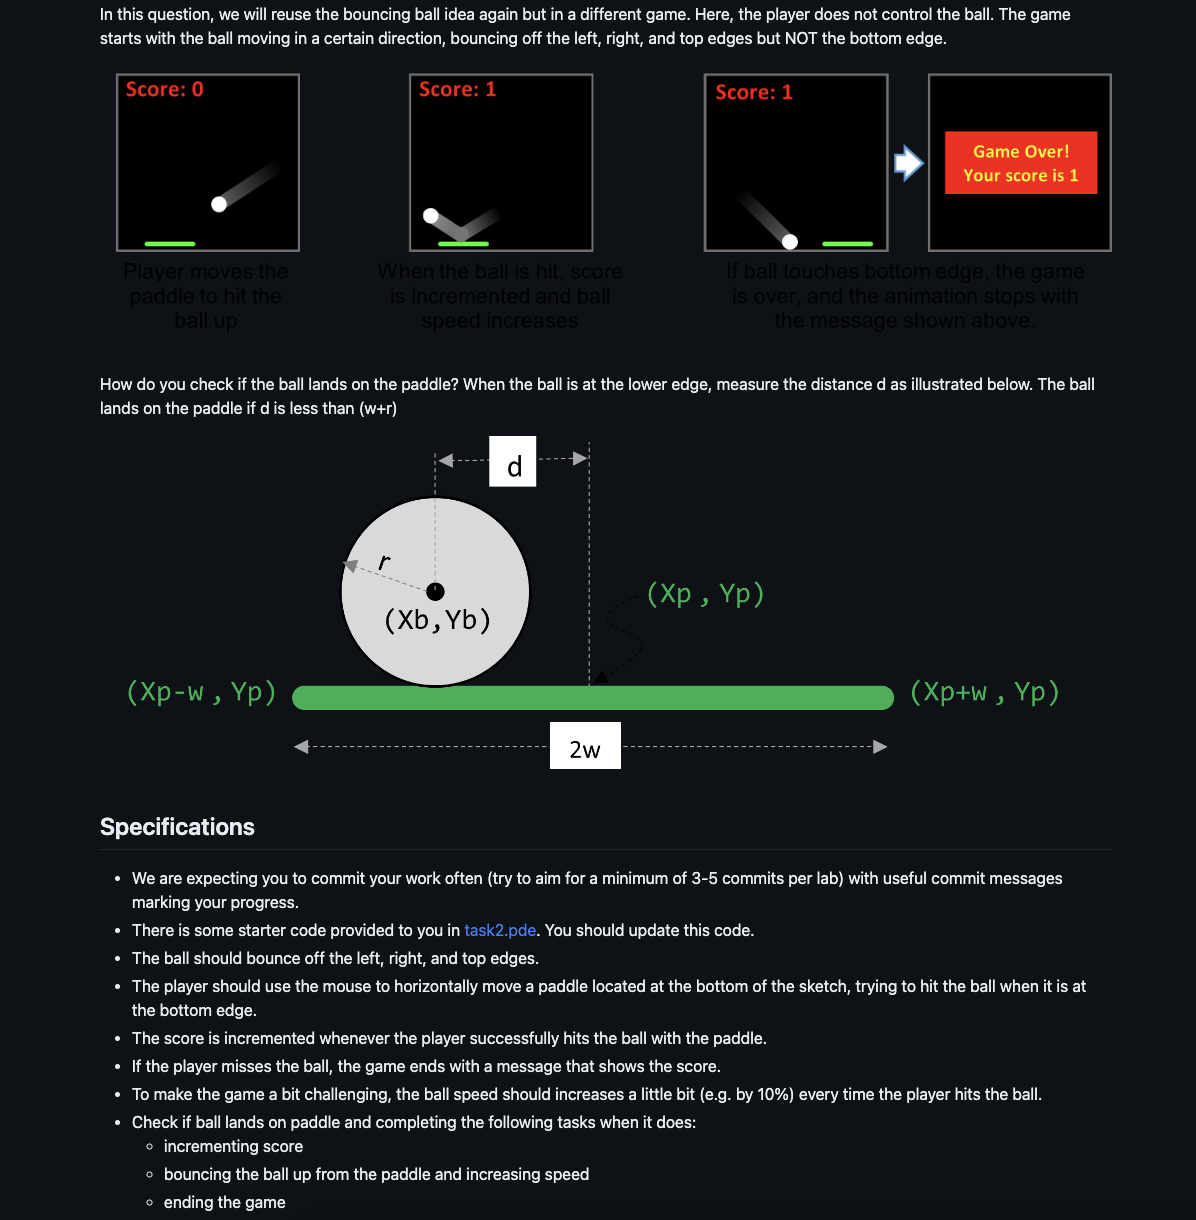 In this question, we will reuse the bouncing ball idea again but in a different game. Here, the player does not control the ball. The game
starts with the ball moving in a certain direction, bouncing off the left, right, and top edges but NOT the bottom edge.
Score: 0
Score: 1
Score: 1
Game Over!
Your score is 1
Player moves the
paddle to hit the
ball up
When the ball is hit, score
is incremented and ball
speed increases
If ball touches bottom edge, the game
is over, and the animation stops with
the message shown above.
How do you check if the ball lands on the paddle? When the ball is at the lower edge, measure the distance d as illustrated below. The ball
lands on the paddle if d is less than (w+r)
d
r
(Xb,Yb)
(Xp , Yp)
(Xp-w , Yp)
(Xp+w , Yp)
2w
Specifications
• We are expecting you to commit your work often (try to aim for a minimum of 3-5 commits per lab) with useful commit messages
marking your progress.
• There is some starter code provided to you in task2.pde. You should update this code.
• The ball should bounce off the left, right, and top edges.
• The player should use the mouse to horizontally move a paddle located at the bottom of the sketch, trying to hit the ball when it is at
the bottom edge.
• The score is incremented whenever the player successfully hits the ball with the paddle.
• If the player misses the ball, the game ends with a message that shows the score.
• To make the game a bit challenging, the ball speed should increases a little bit (e.g. by 10%) every time the player hits the ball.
• Check if ball lands on paddle and completing the following tasks when it does:
◦ incrementing score
◦ bouncing the ball up from the paddle and increasing speed
◦ ending the game